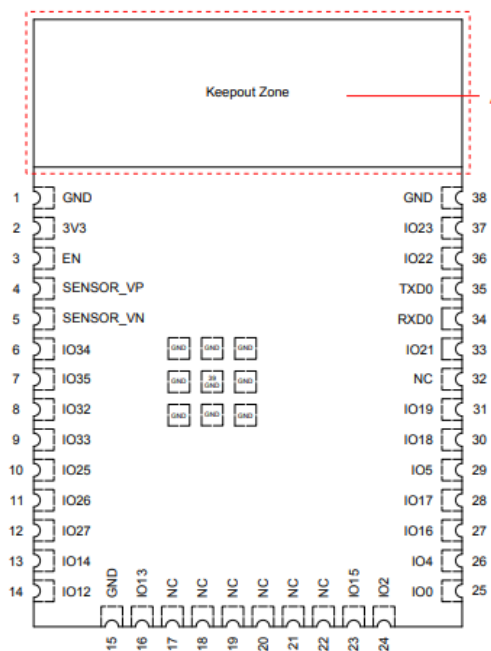 Keepout Zone
1 GND GND 38
2 3V3 IO23 37
3 EN IO22 36
4 SENSOR_VP TXD0 35
5 SENSOR_VN RXD0 34
6 IO34 GND GND GND IO21 33
7 IO35 GND 39 GND GND NC 32
8 IO32 GND GND GND IO19 31
9 IO33 IO18 30
10 IO25 IO5 29
11 IO26 IO17 28
12 IO27 IO16 27
13 IO14 IO4 26
14 IO12 IO0 25
GND IO13 NC NC NC NC NC NC IO15 IO2
15 16 17 18 19 20 21 22 23 24